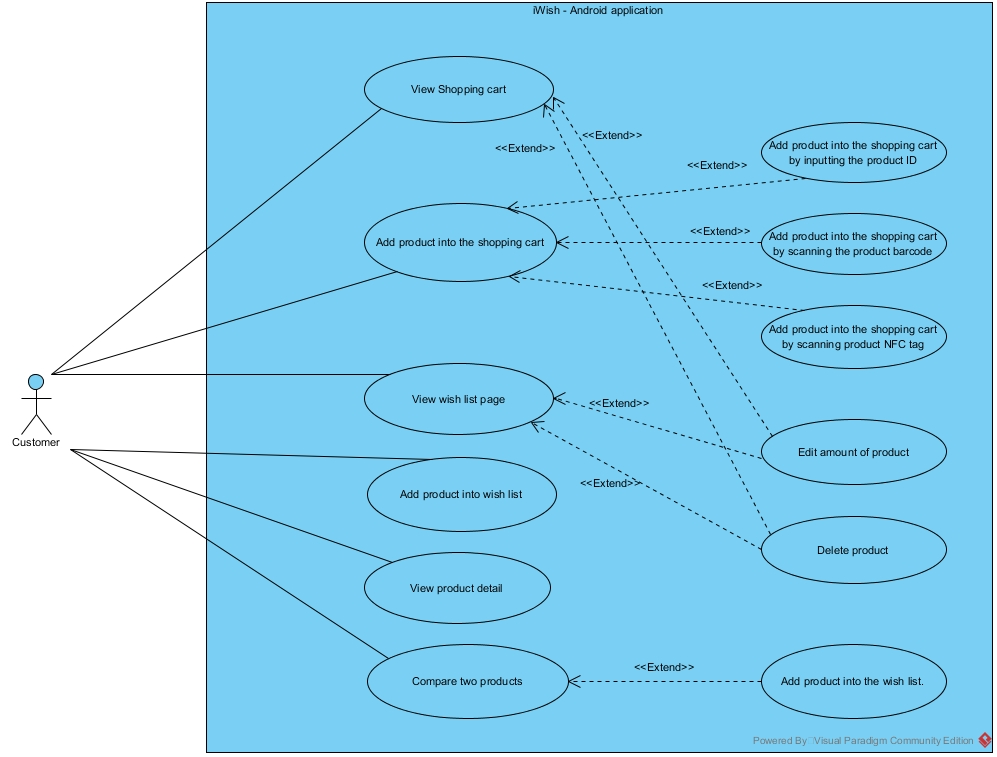 iWish - Android application
View Shopping cart
<<Extend>>
<<Extend>>
Add product into the shopping cart
by inputting the product ID
<<Extend>>
Add product into the shopping cart
<<Extend>>
Add product into the shopping cart
by scanning the product barcode
<<Extend>>
Add product into the shopping cart
by scanning product NFC tag
Customer
View wish list page
<<Extend>>
Edit amount of product
<<Extend>>
Add product into wish list
Delete product
View product detail
Compare two products
<<Extend>>
Add product into the wish list.
Powered By Visual Paradigm Community Edition